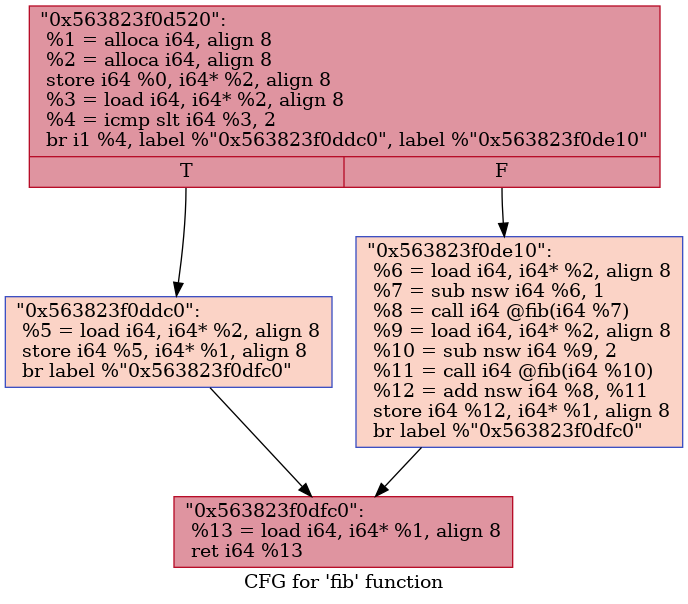 "0x563823f0d520":
%1 = alloca i64, align 8
%2 = alloca i64, align 8
store i64 %0, i64* %2, align 8
%3 = load i64, i64* %2, align 8
%4 = icmp slt i64 %3, 2
br i1 %4, label %"0x563823f0ddc0", label %"0x563823f0de10"
T
F
"0x563823f0de10":
%6 = load i64, i64* %2, align 8
%7 = sub nsw i64 %6, 1
%8 = call i64 @fib(i64 %7)
%9 = load i64, i64* %2, align 8
%10 = sub nsw i64 %9, 2
%11 = call i64 @fib(i64 %10)
%12 = add nsw i64 %8, %11
store i64 %12, i64* %1, align 8
br label %"0x563823f0dfc0"
"0x563823f0ddc0":
%5 = load i64, i64* %2, align 8
store i64 %5, i64* %1, align 8
br label %"0x563823f0dfc0"
"0x563823f0dfc0":
%13 = load i64, i64* %1, align 8
ret i64 %13
CFG for 'fib' function